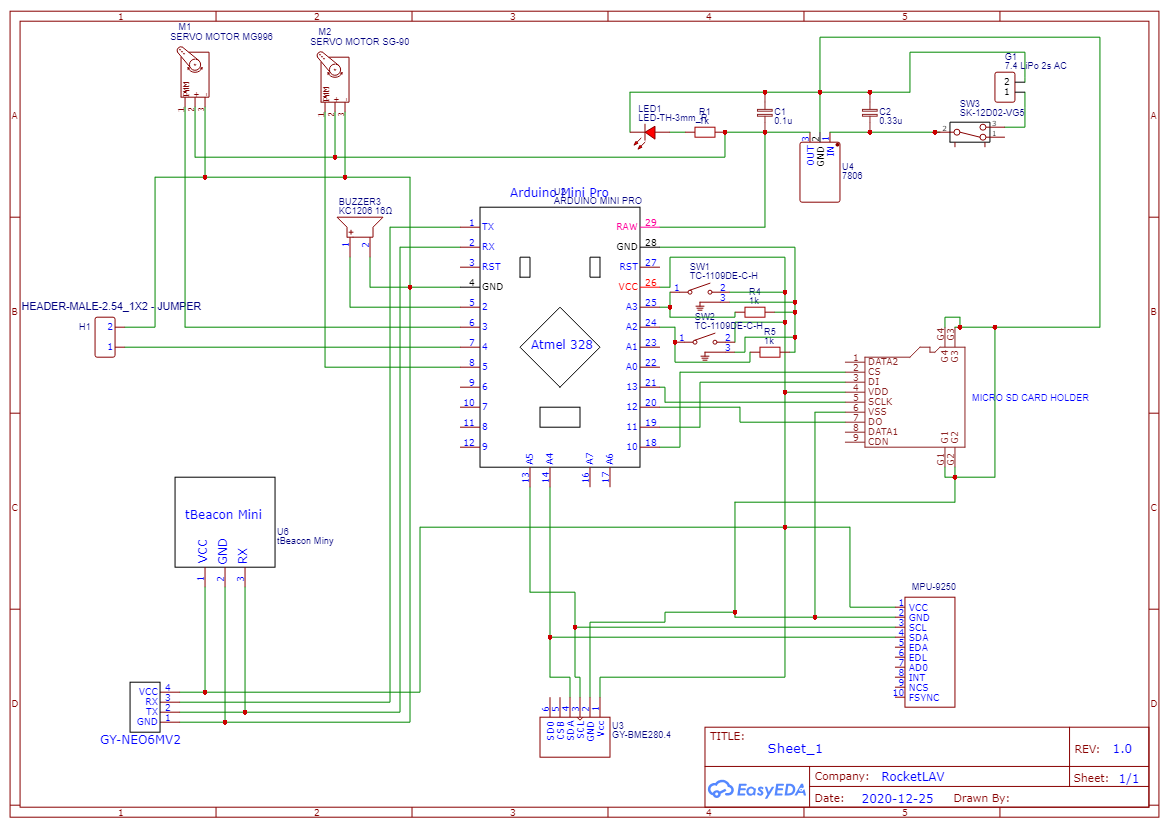 1 2 3 4 5
A A
B B
C C
D D
M1
SERVO MOTOR MG996
PWM - +
1 2 3
M2
SERVO MOTOR SG-90
PWM - +
1 2 3
LED1
LED-TH-3mm_R
R1
1k
C1
0.1u
C2
0.33u
G1
7.4 LiPo 2s AC
2
1
SW3
SK-12D02-VG5
2 3
1
3 2 1
OUT GND IN
U4
7806
BUZZER3
KC1206 16Ω
+
1 2
Arduino Mini Pro
ARDUINO MINI PRO
1 TX
2 RX
3 RST
4 GND
5 2
6 3
7 4
8 5
9 6
10 7
11 8
12 9
RAW 29
GND 28
RST 27
VCC 26
A3 25
A2 24
A1 23
A0 22
13 21
12 20
11 19
10 18
A5 A4 A7 A6
13 14 16 17
Atmel 328
SW1
TC-1109DE-C-H
1 2
3
R4
1k
SW2
TC-1109DE-C-H
1 2
3
R5
1k
HEADER-MALE-2.54_1X2 - JUMPER
H1 2
1
G4 G3
G4 G3
1 DATA2
2 CS
3 DI
4 VDD
5 SCLK
6 VSS
7 DO
8 DATA1
9 CDN
G1 G2
G1 G2
MICRO SD CARD HOLDER
tBeacon Mini
VCC GND RX
1 2 3
U6
tBeacon Miny
VCC 4
RX 3
TX 2
GND 1
GY-NEO6MV2
MPU-9250
1 VCC
2 GND
3 SCL
4 SDA
5 EDA
6 EDL
7 AD0
8 INT
9 NCS
10 FSYNC
6 5 4 3 2 1
SDO CSB SDA SCL GND Vcc
U3
GY-BME280.4
TITLE:
Sheet_1
REV: 1.0
EasyEDA
Company: RocketLAV
Sheet: 1/1
Date: 2020-12-25 Drawn By:
1 2 3 4 5